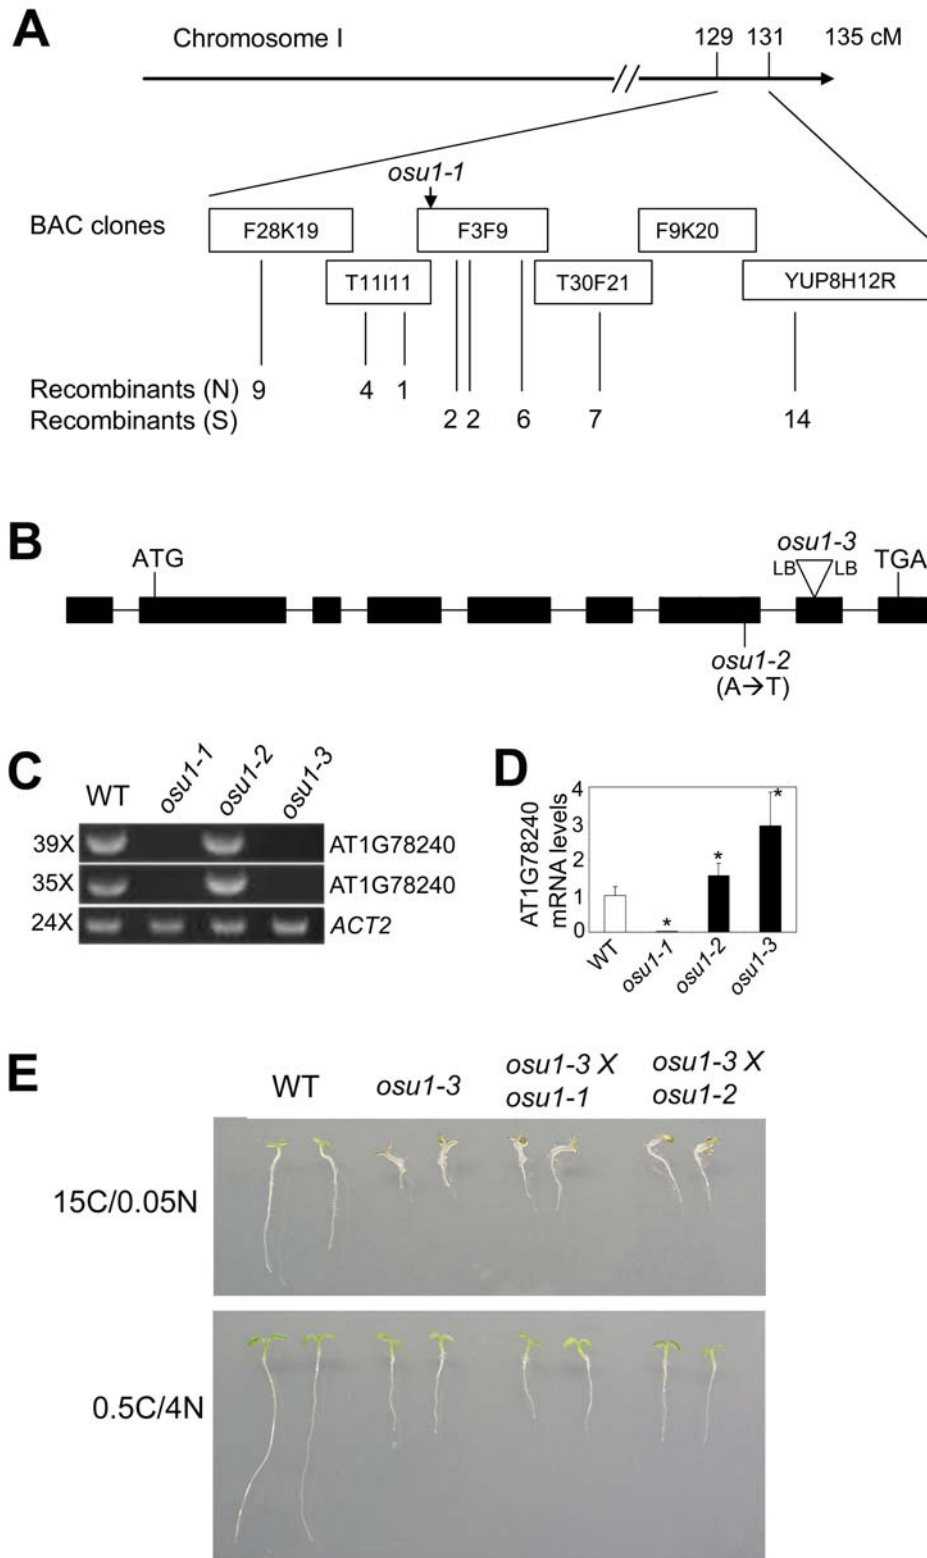 A
Chromosome I
129 131 135 cM
osu1-1
BAC clones
F28K19 F3F9 F9K20
T11I11 T30F21 YUP8H12R
Recombinants (N) 9 4 1
Recombinants (S) 2 2 6 7 14
B
ATG osu1-3 TGA
LB LB
osu1-2
(A→T)
C
WT osu1-1 osu1-2 osu1-3
39X AT1G78240
35X AT1G78240
24X ACT2
D
AT1G78240
mRNA levels
4
3
2
1
0
* * *
WT osu1-1 osu1-2 osu1-3
E
WT osu1-3 osu1-3 X osu1-3 X
osu1-1 osu1-2
15C/0.05N
0.5C/4N